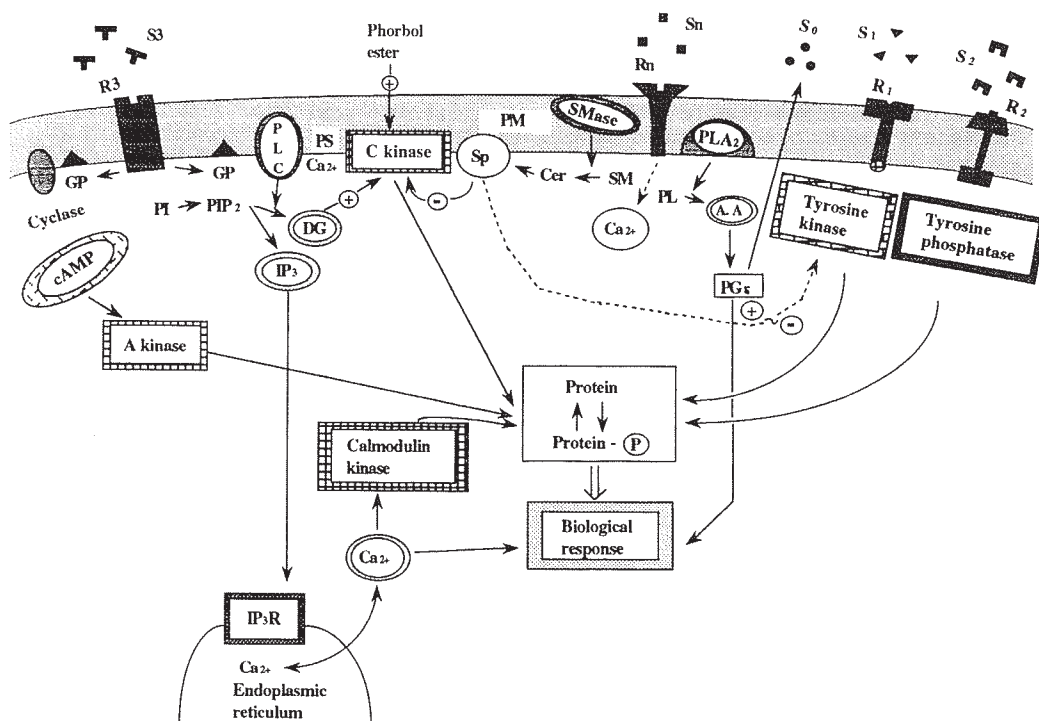 S3
Phorbol
ester
Sn
S0
S1
S2
R3
+
Rn
R1
R2
P
L
C
PS
Ca2+
C kinase
PM
SMase
Sp
PLA2
GP
GP
Cer
SM
PL
A.A
Cyclase
PI
PIP2
+
-
DG
Ca2+
Tyrosine
kinase
Tyrosine
phosphatase
cAMP
IP3
PGs
+
-
A kinase
Protein
Protein - P
Calmodulin
kinase
Biological
response
Ca2+
IP3R
Ca2+
Endoplasmic
reticulum